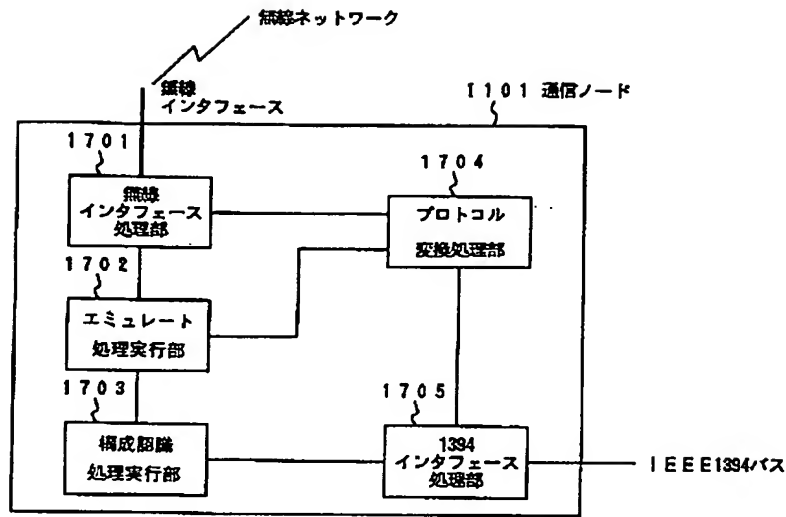 無線ネットワーク
無線
インタフェース
I101 通信ノード
1701
無線
インタフェース
処理部
1704
プロトコル
変換処理部
1702
エミュレート
処理実行部
1703
構成認識
処理実行部
1705
1394
インタフェース
処理部
IEEE1394バス